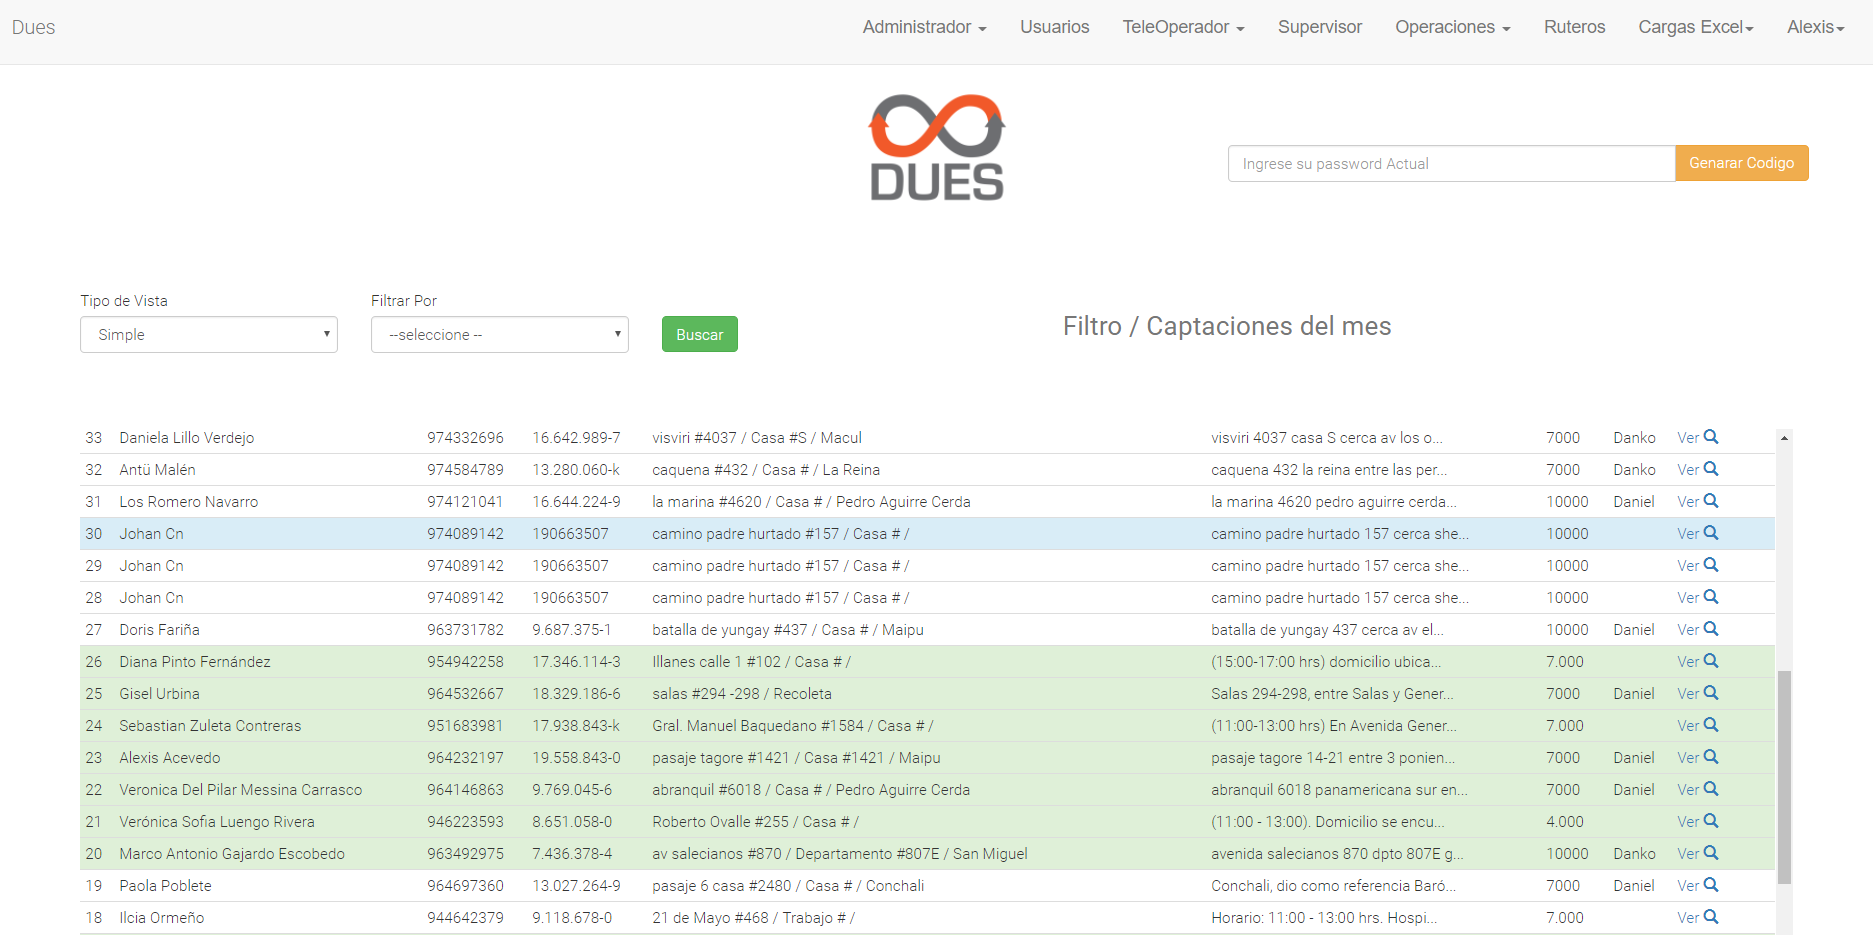 Dues Administrador Usuarios TeleOperador Supervisor Operaciones Ruteros Cargas Excel Alexis
DUES
Ingrese su password Actual Genarar Codigo
Tipo de Vista Filtrar Por
Simple --seleccione -- Buscar Filtro / Captaciones del mes
33 Daniela Lillo Verdejo 974332696 16.642.989-7 visviri #4037 / Casa #S / Macul visviri 4037 casa S cerca av los o... 7000 Danko Ver
32 Antü Malén 974584789 13.280.060-k caquena #432 / Casa # / La Reina caquena 432 la reina entre las per... 7000 Danko Ver
31 Los Romero Navarro 974121041 16.644.224-9 la marina #4620 / Casa # / Pedro Aguirre Cerda la marina 4620 pedro aguirre cerda... 10000 Daniel Ver
30 Johan Cn 974089142 190663507 camino padre hurtado #157 / Casa # / camino padre hurtado 157 cerca she... 10000 Ver
29 Johan Cn 974089142 190663507 camino padre hurtado #157 / Casa # / camino padre hurtado 157 cerca she... 10000 Ver
28 Johan Cn 974089142 190663507 camino padre hurtado #157 / Casa # / camino padre hurtado 157 cerca she... 10000 Ver
27 Doris Fariña 963731782 9.687.375-1 batalla de yungay #437 / Casa # / Maipu batalla de yungay 437 cerca av el... 10000 Daniel Ver
26 Diana Pinto Fernández 954942258 17.346.114-3 Illanes calle 1 #102 / Casa # / (15:00-17:00 hrs) domicilio ubica... 7.000 Ver
25 Gisel Urbina 964532667 18.329.186-6 salas #294 -298 / Recoleta Salas 294-298, entre Salas y Gener... 7000 Daniel Ver
24 Sebastian Zuleta Contreras 951683981 17.938.843-k Gral. Manuel Baquedano #1584 / Casa # / (11:00-13:00 hrs) En Avenida Gener... 7.000 Ver
23 Alexis Acevedo 964232197 19.558.843-0 pasaje tagore #1421 / Casa #1421 / Maipu pasaje tagore 14-21 entre 3 ponien... 7000 Daniel Ver
22 Veronica Del Pilar Messina Carrasco 964146863 9.769.045-6 abranquil #6018 / Casa # / Pedro Aguirre Cerda abranquil 6018 panamericana sur en... 7000 Daniel Ver
21 Verónica Sofia Luengo Rivera 946223593 8.651.058-0 Roberto Ovalle #255 / Casa # / (11:00 - 13:00). Domicilio se encu... 4.000 Ver
20 Marco Antonio Gajardo Escobedo 963492975 7.436.378-4 av salecianos #870 / Departamento #807E / San Miguel avenida salecianos 870 dpto 807E g... 10000 Danko Ver
19 Paola Poblete 964697360 13.027.264-9 pasaje 6 casa #2480 / Casa # / Conchali Conchali, dio como referencia Baró... 7000 Daniel Ver
18 Ilcia Ormeño 944642379 9.118.678-0 21 de Mayo #468 / Trabajo # / Horario: 11:00 - 13:00 hrs. Hospi... 7.000 Ver